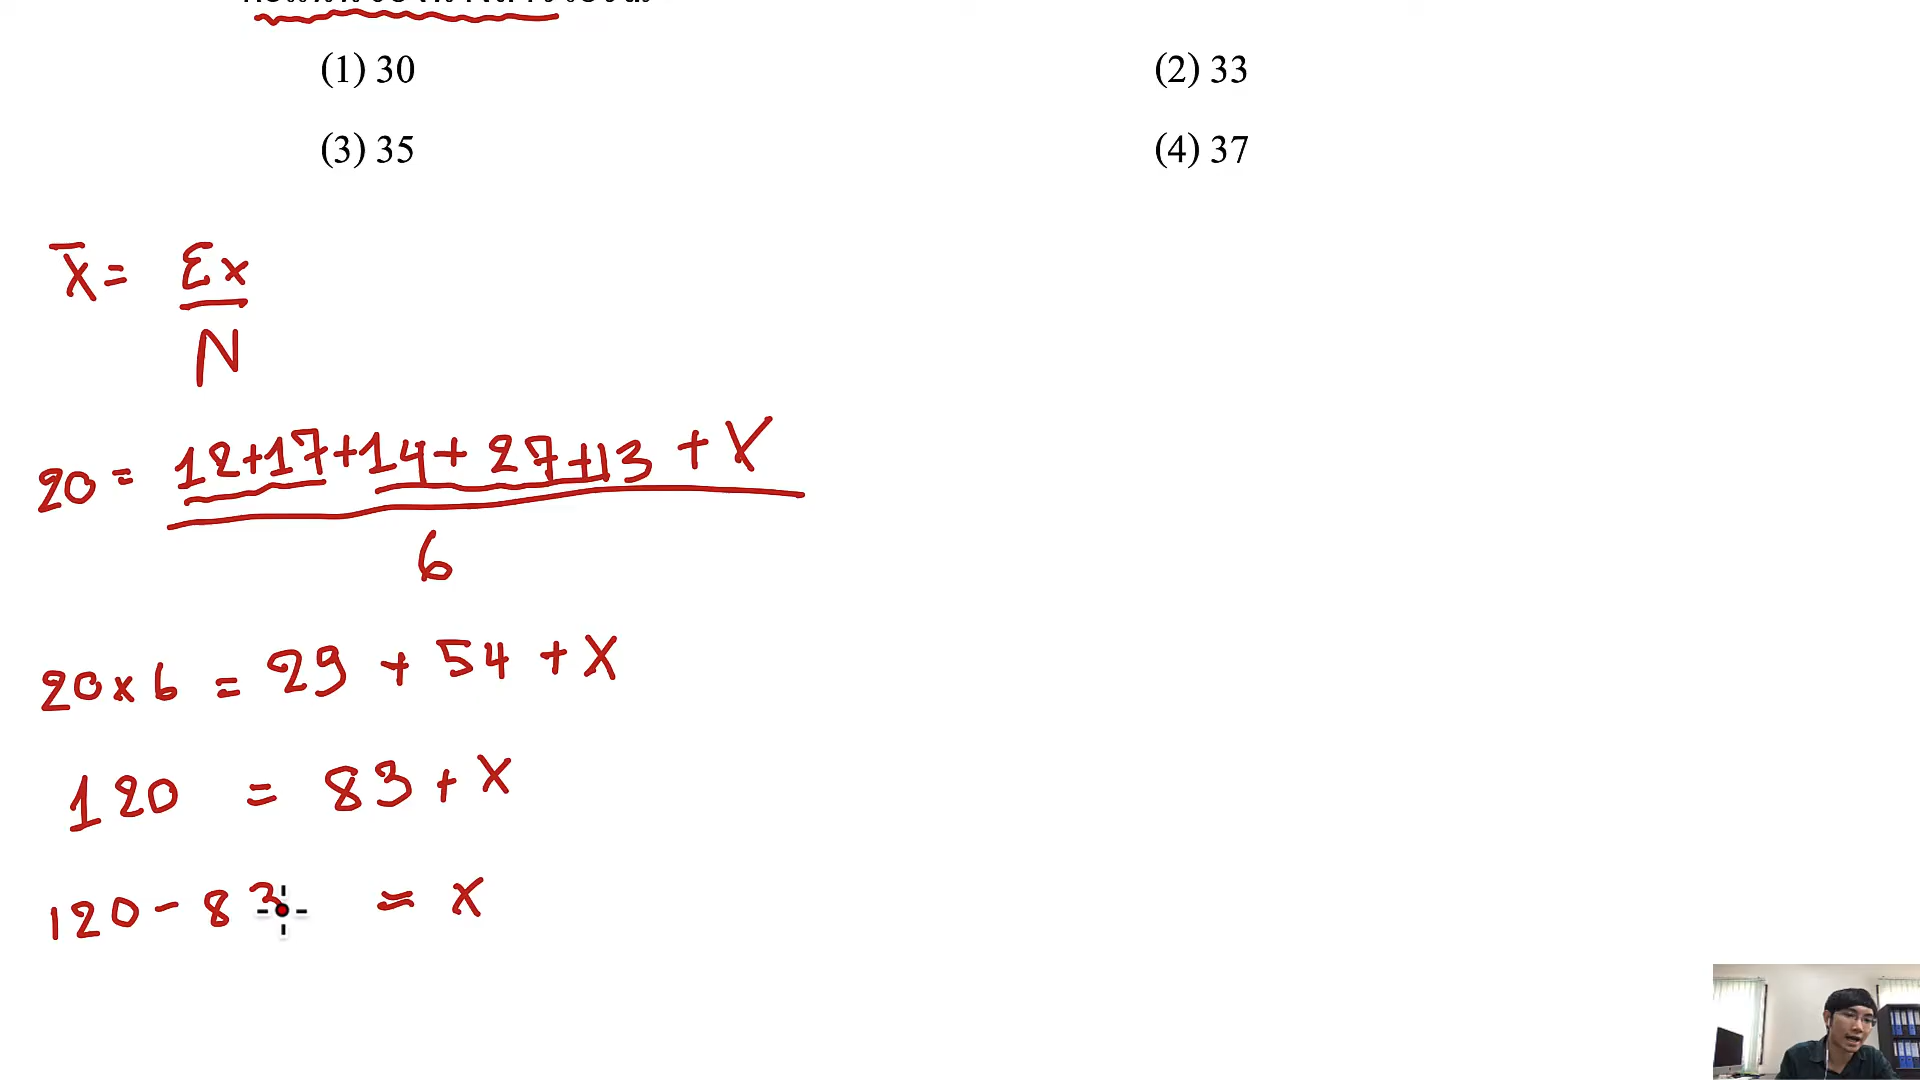 (1) 30 (2) 33
(3) 35 (4) 37
X̄ = Σx / N
20 = 12+17+14+27+13+X / 6
20×6 = 29 + 54 + X
120 = 83 + X
120 - 83 = X